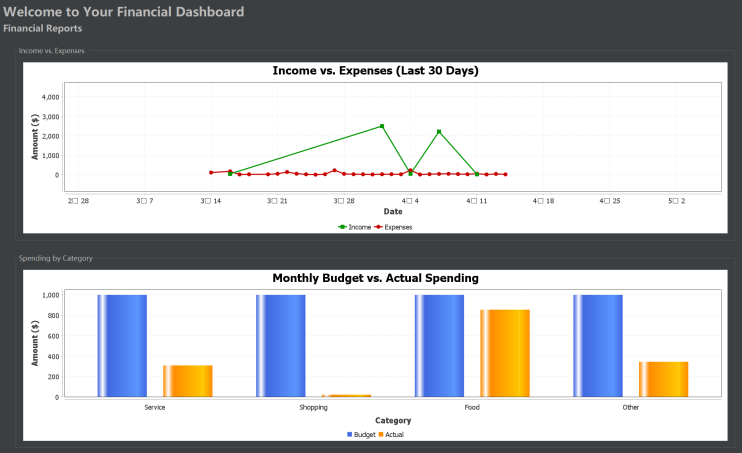 Welcome to Your Financial Dashboard
Financial Reports
Income vs. Expenses
Income vs. Expenses (Last 30 Days)
Amount ($)
4,000
3,000
2,000
1,000
0
2□ 28 3□ 7 3□ 14 3□ 21 3□ 28 4□ 4 4□ 11 4□ 18 4□ 25 5□ 2
Date
Income Expenses
Spending by Category
Monthly Budget vs. Actual Spending
Amount ($)
1,000
800
600
400
200
0
Service Shopping Food Other
Category
Budget Actual